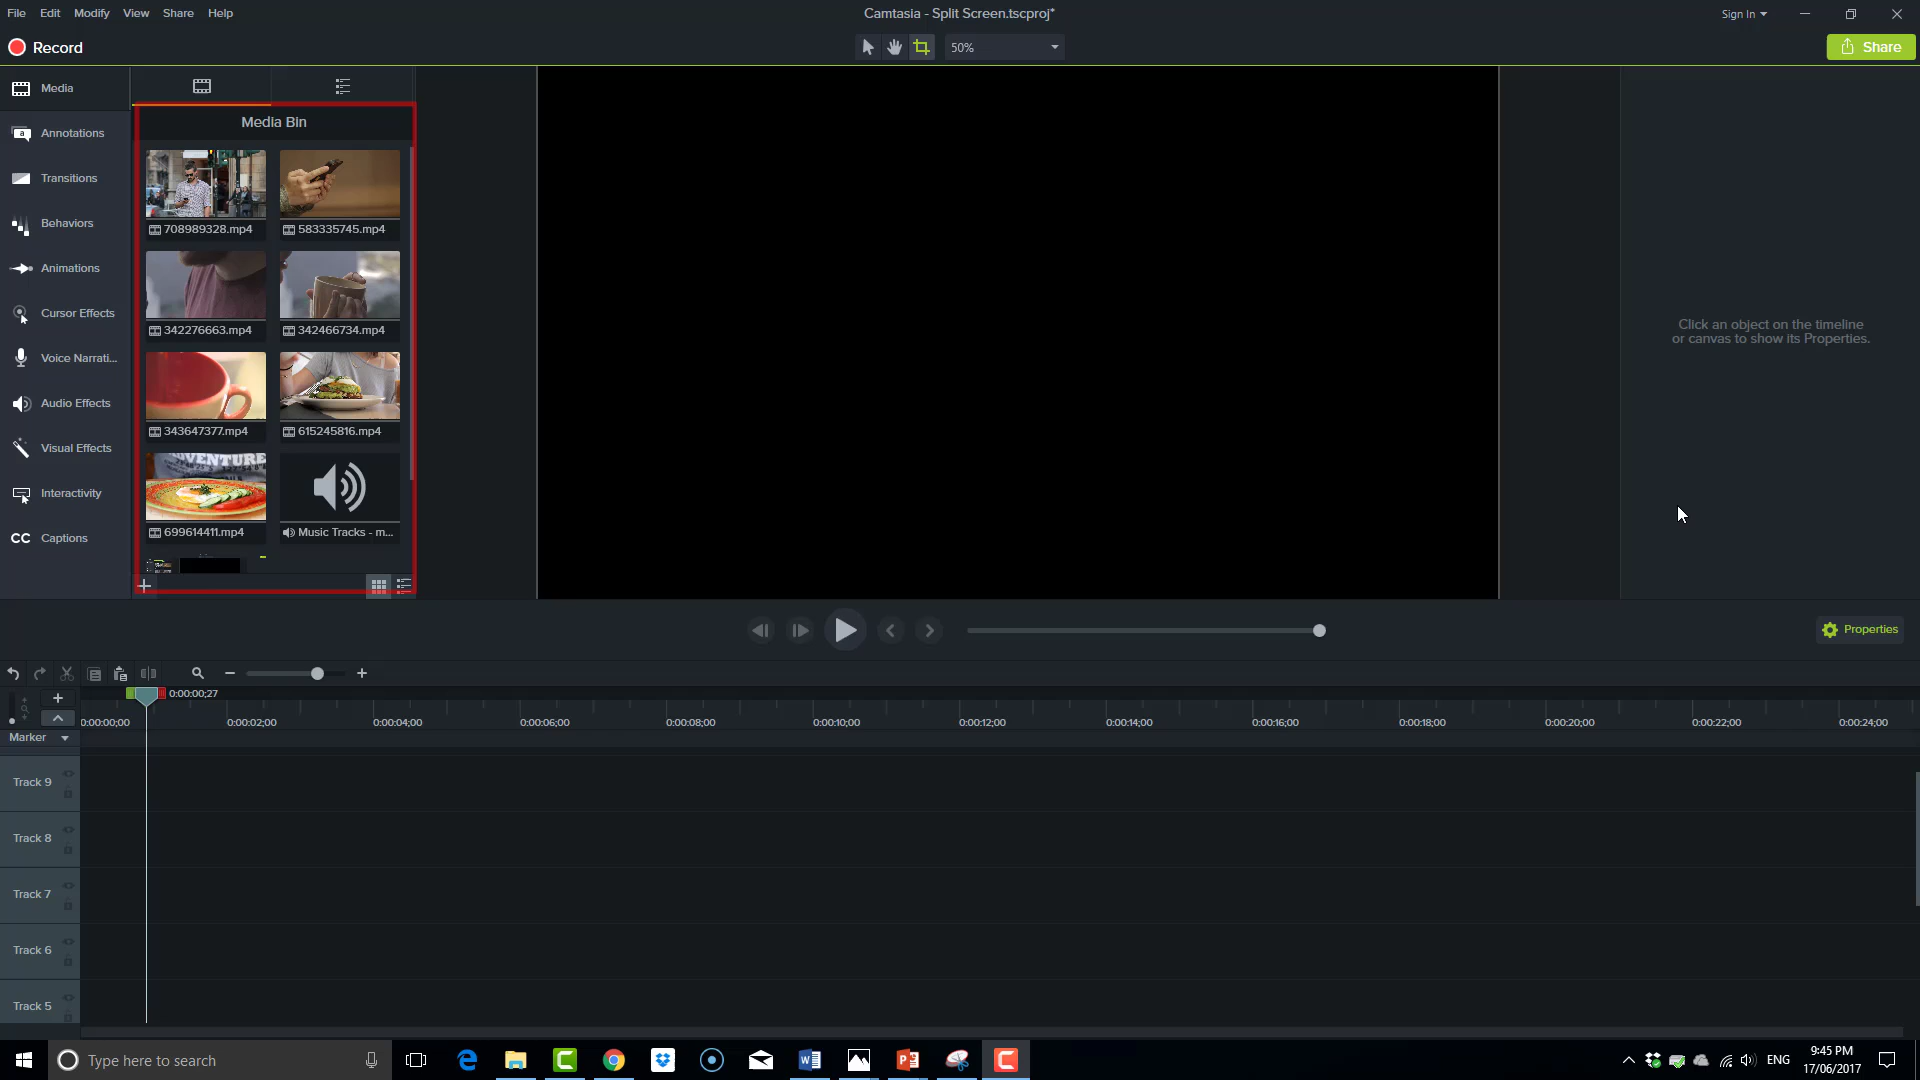 File Edit Modify View Share Help
Camtasia - Split Screen.tscproj*
Sign In
Record
50%
Share
Media
Annotations
Transitions
Behaviors
Animations
Cursor Effects
Voice Narrati...
Audio Effects
Visual Effects
Interactivity
CC Captions
Media Bin
708989328.mp4
583335745.mp4
342276663.mp4
342466734.mp4
343647377.mp4
615245816.mp4
VENTURE
699614411.mp4
Music Tracks - m...
Click an object on the timeline
or canvas to show its Properties.
Properties
0:00:00;27
0:00:00;00 0:00:02;00 0:00:04;00 0:00:06;00 0:00:08;00 0:00:10;00 0:00:12;00 0:00:14;00 0:00:16;00 0:00:18;00 0:00:20;00 0:00:22;00 0:00:24;00
Marker
Track 9
Track 8
Track 7
Track 6
Track 5
Type here to search
ENG
9:45 PM
17/06/2017